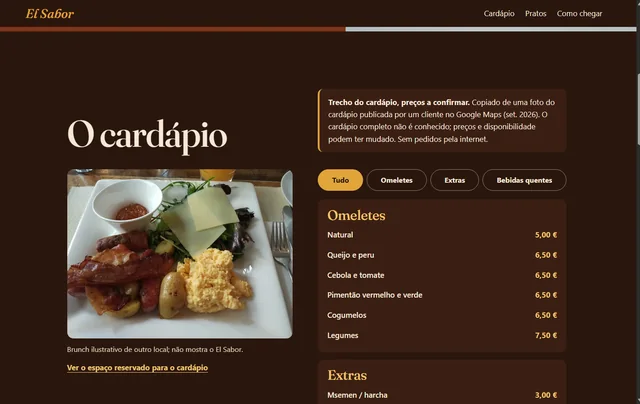 El Sabor
Cardápio Pratos Como chegar
O cardápio
Brunch ilustrativo de outro local; não mostra o El Sabor.
Ver o espaço reservado para o cardápio
Trecho do cardápio, preços a confirmar. Copiado de uma foto do
cardápio publicada por um cliente no Google Maps (set. 2026). O
cardápio completo não é conhecido; preços e disponibilidade
podem ter mudado. Sem pedidos pela internet.
Tudo Omeletes Extras Bebidas quentes
Omeletes
Natural 5,00 €
Queijo e peru 6,50 €
Cebola e tomate 6,50 €
Pimentão vermelho e verde 6,50 €
Cogumelos 6,50 €
Legumes 7,50 €
Extras
Msemen / harcha 3,00 €